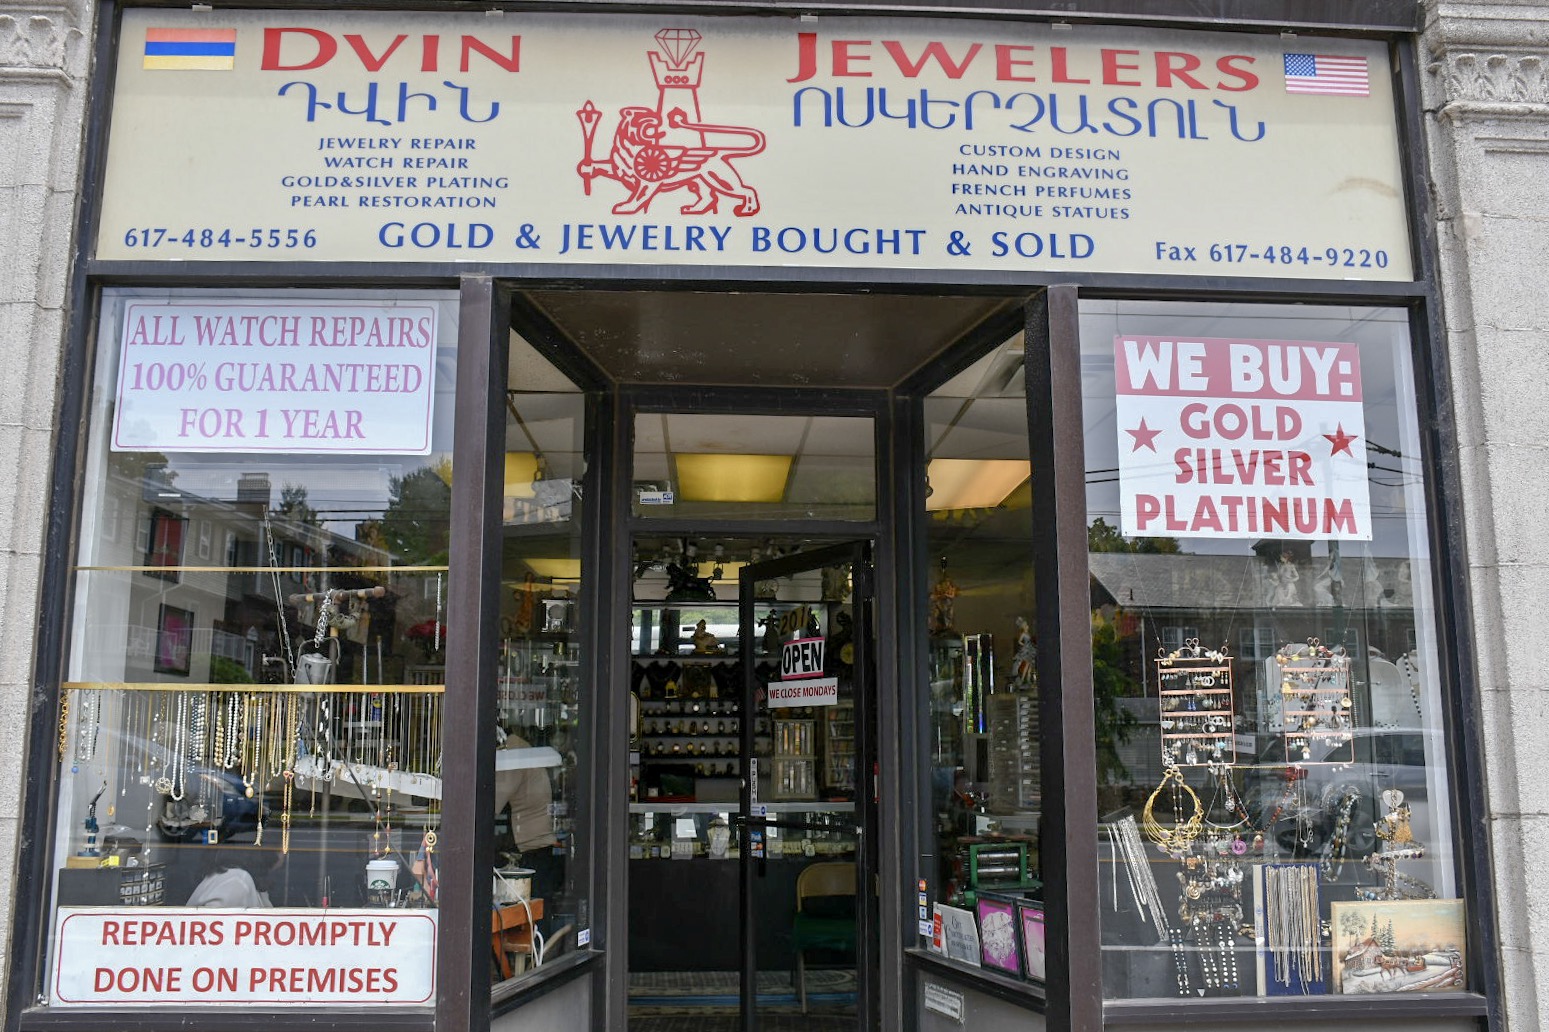 DVIN JEWELERS
ԴՎԻՆ ՈՍԿԵՐՉԱՏՈՒՆ
JEWELRY REPAIR
WATCH REPAIR
GOLD&SILVER PLATING
PEARL RESTORATION
CUSTOM DESIGN
HAND ENGRAVING
FRENCH PERFUMES
ANTIQUE STATUES
617-484-5556
GOLD & JEWELRY BOUGHT & SOLD
Fax 617-484-9220
ALL WATCH REPAIRS
100% GUARANTEED
FOR 1 YEAR
WE BUY:
GOLD
SILVER
PLATINUM
201
OPEN
WE CLOSE MONDAYS
REPAIRS PROMPTLY
DONE ON PREMISES